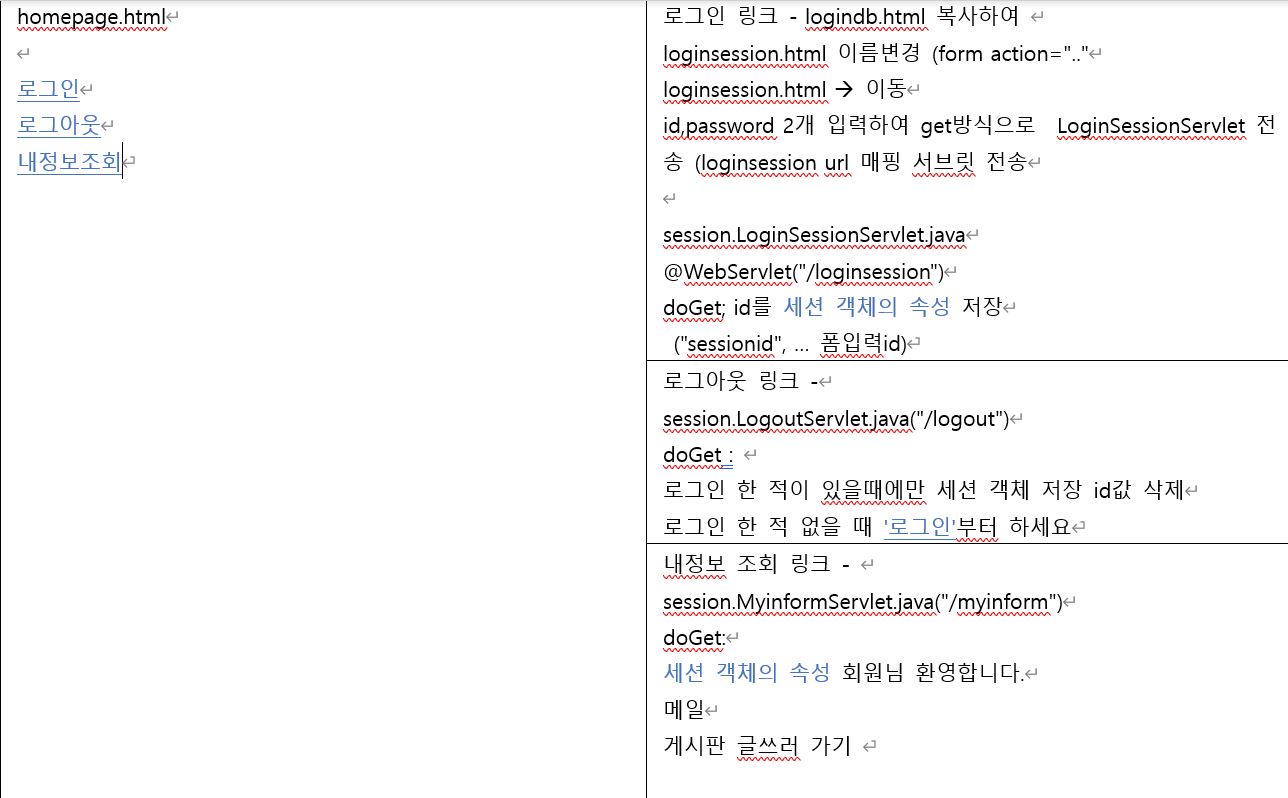 homepage.html
로그인
로그아웃
내정보조회
로그인 링크 - logindb.html 복사하여
loginsession.html 이름변경 (form action=".."
loginsession.html → 이동
id,password 2개 입력하여 get방식으로 LoginSessionServlet 전
송 (loginsession url 매핑 서브릿 전송
session.LoginSessionServlet.java
@WebServlet("/loginsession")
doGet; id를 세션 객체의 속성 저장
("sessionid", ... 폼입력id)
로그아웃 링크 -
session.LogoutServlet.java("/logout")
doGet :
로그인 한 적이 있을때에만 세션 객체 저장 id값 삭제
로그인 한 적 없을 때 '로그인'부터 하세요
내정보 조회 링크 -
session.MyinformServlet.java("/myinform")
doGet:
세션 객체의 속성 회원님 환영합니다.
메일
게시판 글쓰러 가기